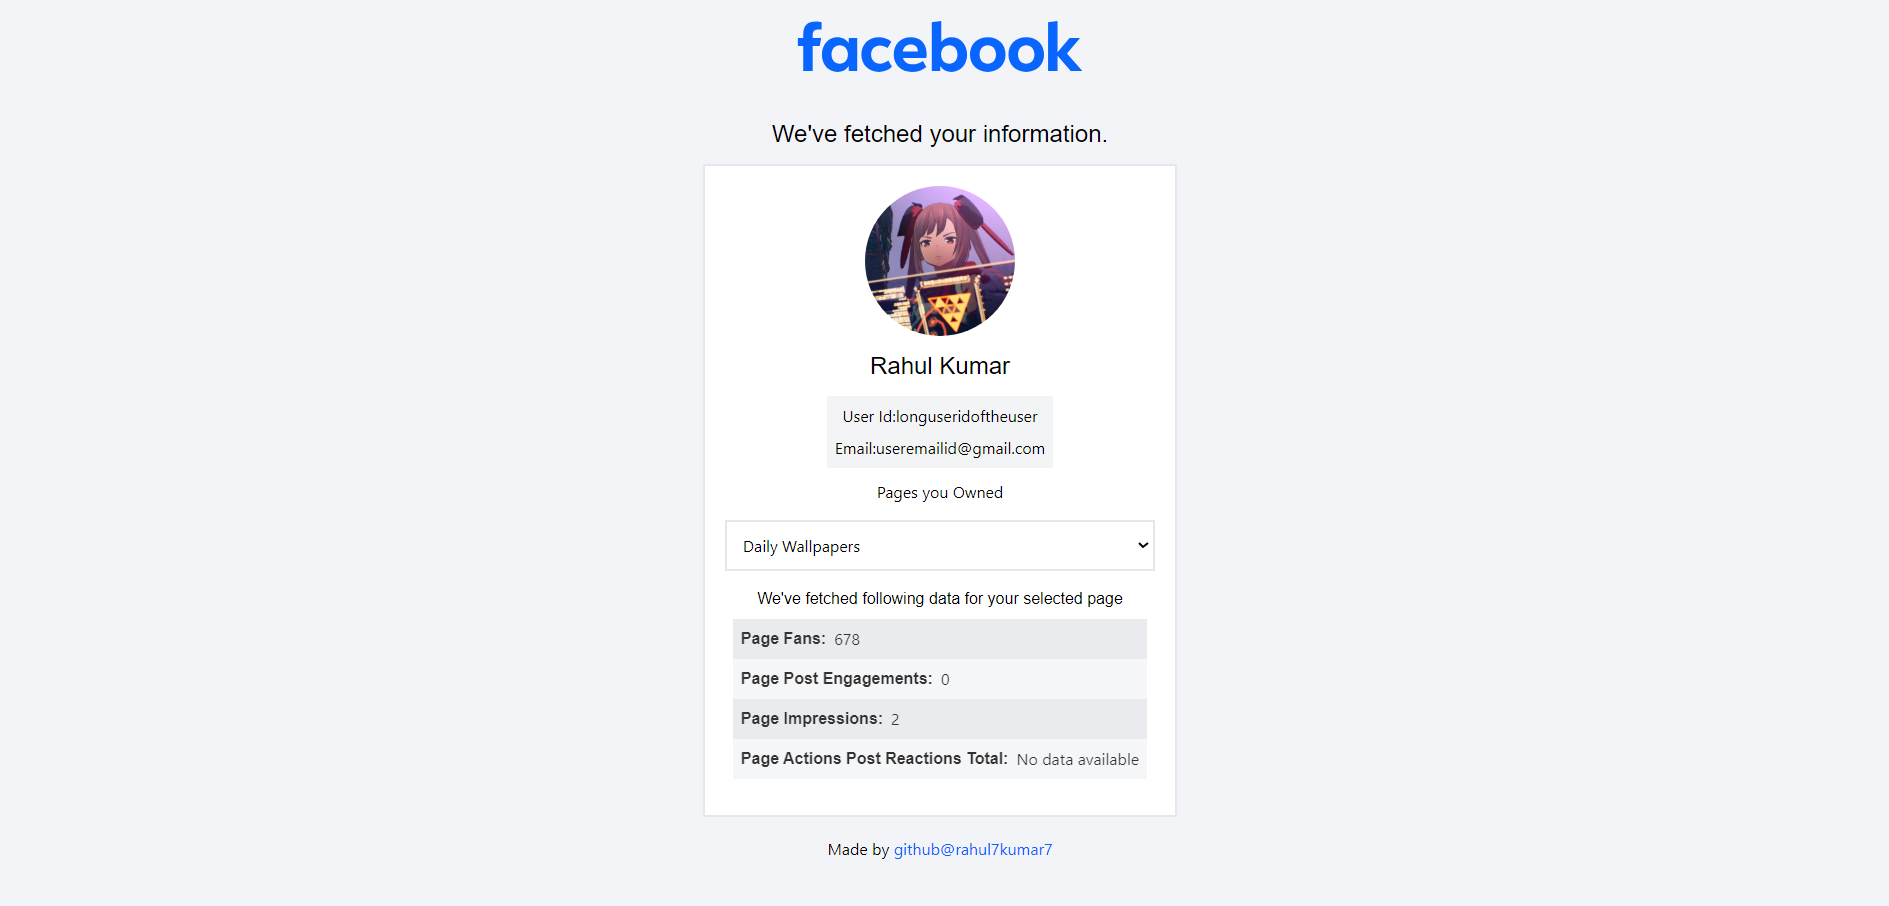 facebook
We've fetched your information.
Rahul Kumar
User Id:longuseridoftheuser
Email:useremailid@gmail.com
Pages you Owned
Daily Wallpapers
We've fetched following data for your selected page
Page Fans: 678
Page Post Engagements: 0
Page Impressions: 2
Page Actions Post Reactions Total: No data available
Made by github@rahul7kumar7